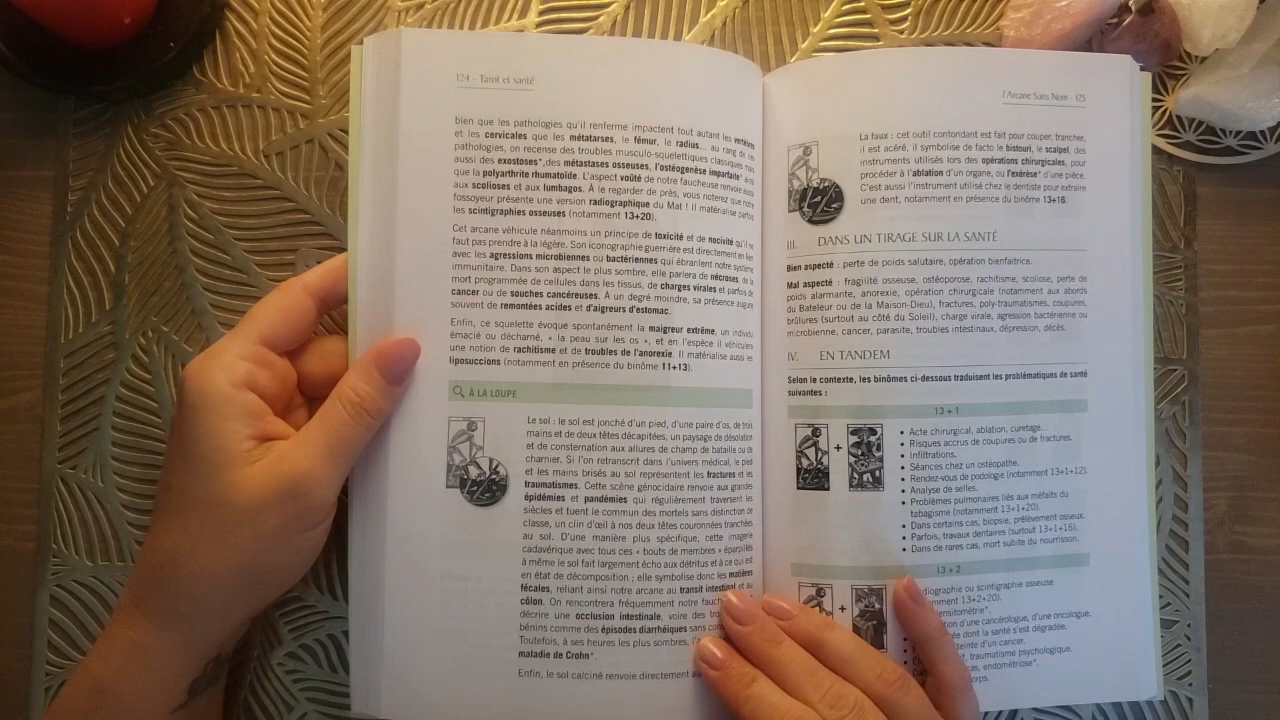 124 - Tarot et santé
bien que les pathologies qu'il renferme impactent tout autant les vertèbres
et les cervicales que les métatarses, le fémur, le radius... au rang de ces
pathologies, on recense des troubles musculo-squelettiques classiques mais
aussi des exostoses*,des métastases osseuses, l'ostéogenèse imparfaite* ainsi
que la polyarthrite rhumatoïde. L'aspect voûté de notre faucheuse renvoie aussi
aux scolioses et aux lumbagos. À le regarder de près, vous noterez que notre
fossoyeur présente une version radiographique du Mat ! Il matérialise parfois
les scintigraphies osseuses (notamment 13+20).
Cet arcane véhicule néanmoins un principe de toxicité et de nocivité qu'il ne
faut pas prendre à la légère. Son iconographie guerrière est directement en lien
avec les agressions microbiennes ou bactériennes qui ébranlent notre système
immunitaire. Dans son aspect le plus sombre, elle parlera de nécroses, de la
mort programmée de cellules dans les tissus, de charges virales et parfois de
cancer ou de souches cancéreuses. À un degré moindre, sa présence augure
souvent de remontées acides et d'aigreurs d'estomac.
Enfin, ce squelette évoque spontanément la maigreur extrême, un individu
émacié ou décharné, « la peau sur les os », et en l'espèce il véhiculera
une notion de rachitisme et de troubles de l'anorexie. Il matérialise aussi les
liposuccions (notamment en présence du binôme 11+13).
À LA LOUPE
Le sol : le sol est jonché d'un pied, d'une paire d'os, de trois
mains et de deux têtes décapitées, un paysage de désolation
et de consternation aux allures de champ de bataille ou de
charnier. Si l'on retranscrit dans l'univers médical, le pied
et les mains brisés au sol représentent les fractures et les
traumatismes. Cette scène génocidaire renvoie aux grandes
épidémies et pandémies qui régulièrement traversent les
siècles et tuent le commun des mortels sans distinction de
classe, un clin d'œil à nos deux têtes couronnées tranchées
au sol. D'une manière plus spécifique, cette imagerie
cadavérique avec tous ces « bouts de membres » éparpillés
à même le sol fait largement écho aux détritus et à ce qui est
en état de décomposition ; elle symbolise donc les matières
fécales, reliant ainsi notre arcane au transit intestinal et au
côlon. On rencontrera fréquemment notre
décrire une occlusion intestinale, voire des
bénins comme des épisodes diarrhéiques sans
Toutefois, à ses heures les plus sombres,
maladie de Crohn*.
Enfin, le sol calciné renvoie directement
l'Arcane Sans Nom - 125
La faux : cet outil contondant est fait pour couper, trancher,
il est acéré, il symbolise de facto le bistouri, le scalpel, des
instruments utilisés lors des opérations chirurgicales, pour
procéder à l'ablation d'un organe, ou l'exérèse* d'une pièce.
C'est aussi l'instrument utilisé chez le dentiste pour extraire
une dent, notamment en présence du binôme 13+16.
III. DANS UN TIRAGE SUR LA SANTÉ
Bien aspecté : perte de poids salutaire, opération bienfaitrice.
Mal aspecté : fragilité osseuse, ostéoporose, rachitisme, scoliose, perte de
poids alarmante, anorexie, opération chirurgicale (notamment aux abords
du Bateleur ou de la Maison-Dieu), fractures, poly-traumatismes, coupures,
brûlures (surtout au côté du Soleil), charge virale, agression bactérienne ou
microbienne, cancer, parasite, troubles intestinaux, dépression, décès.
IV. EN TANDEM
Selon le contexte, les binômes ci-dessous traduisent les problématiques de santé
suivantes :
13 + 1
+
• Acte chirurgical, ablation, curetage...
• Risques accrus de coupures ou de fractures.
• Infiltrations.
• Séances chez un ostéopathe.
• Rendez-vous de podologie (notamment 13+1+12).
• Analyse de selles.
• Problèmes pulmonaires liés aux méfaits du
tabagisme (notamment 13+1+20).
• Dans certains cas, biopsie, prélèvement osseux.
• Parfois, travaux dentaires (surtout 13+1+16).
• Dans de rares cas, mort subite du nourrisson.
13 + 2
+
ou scintigraphie osseuse
13+2+20).
d'une cancérologue, d'une oncologue.
dont la santé s'est dégradée.
d'un cancer.
traumatisme psychologique.
endométriose*.